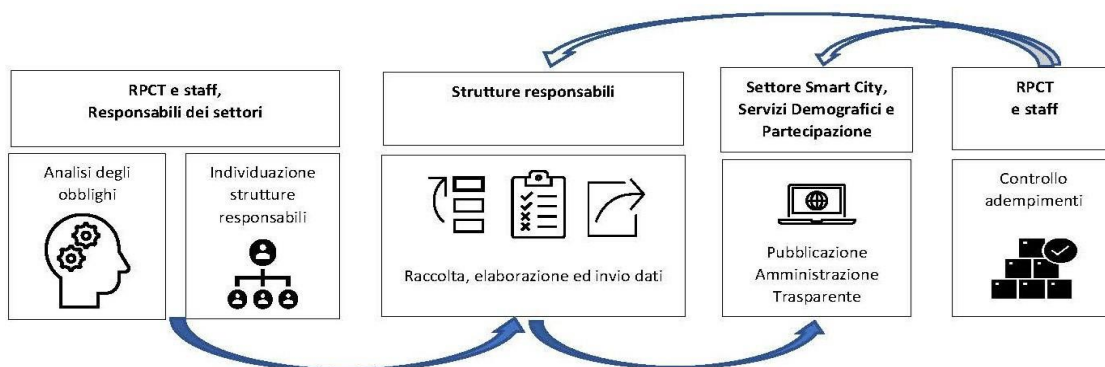 RPCT e staff,
Responsabili dei settori
Analisi degli
obblighi
Individuazione
strutture
responsabili
Strutture responsabili
Raccolta, elaborazione ed invio dati
Settore Smart City,
Servizi Demografici e
Partecipazione
Pubblicazione
Amministrazione
Trasparente
RPCT
e staff
Controllo
adempimenti